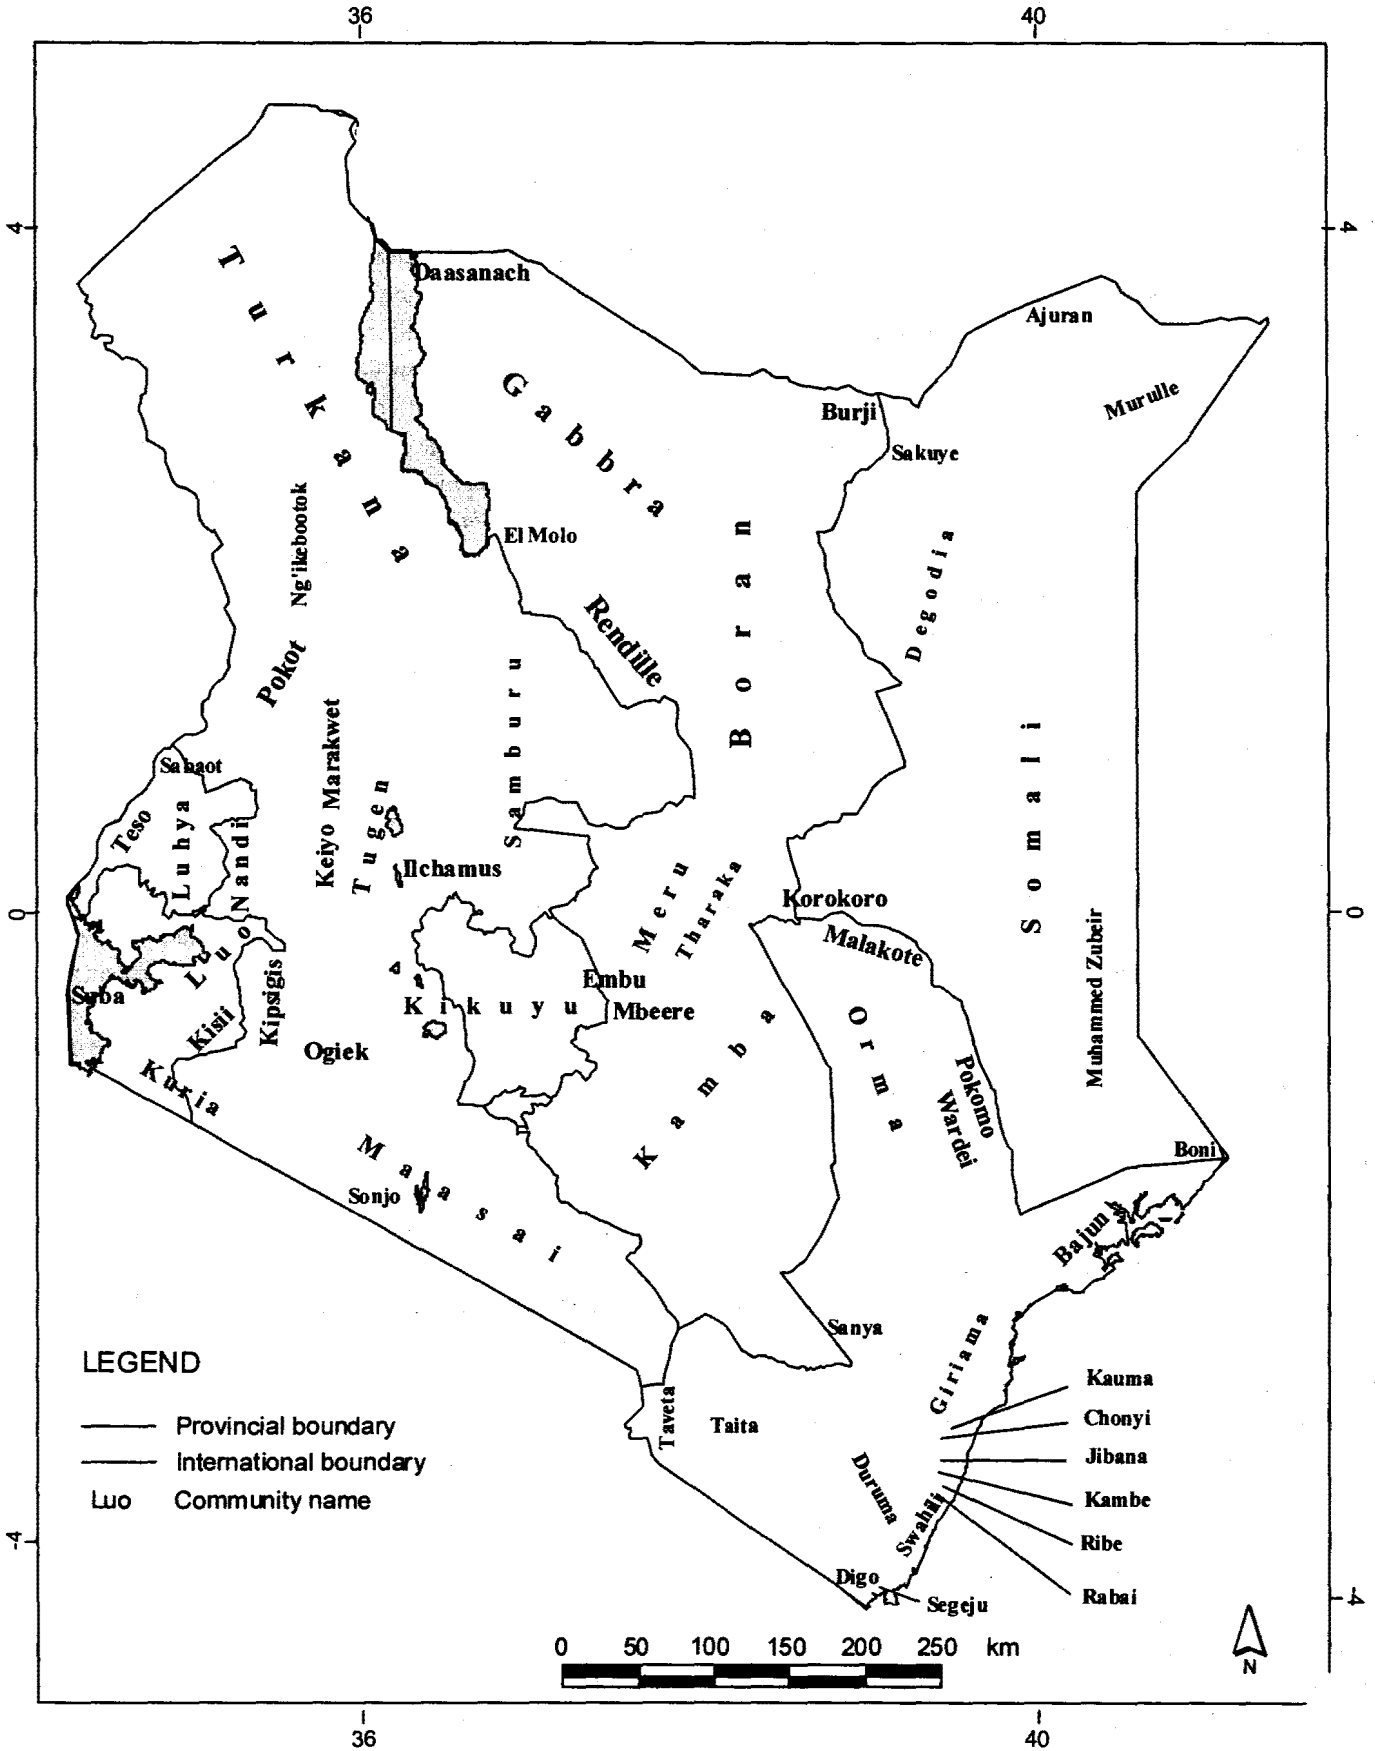 36 40
4 4
Turkana
Daasanach
Ajuran
Gabbra
Murulle
Burji
Sakuye
Ng'ikebootok
El Molo
Boran
Degodia
Rendille
Pokot
Samburu
Somali
Marakwet
Sabaot
Tugen
Teso
Luhya
Nandi
Keiyo
Ilchamus
Meru
Tharaka
Korokoro
0 0
Malakote
Luo
Muhammed Zubeir
Suba
Kipsigis
Embu
Kikuyu
Mbeere
Kisii
Ogiek
Kamba
Orma
Kuria
Pokomo
Wardei
Maasai
Boni
Sonjo
Bajun
Sanya
Giriama
LEGEND
Kauma
Taveta
Taita
Chonyi
Provincial boundary
International boundary
Jibana
Luo Community name
Duruma
Kambe
Swahili
-4
Ribe
Digo
Rabai
Segeju
-4
0 50 100 150 200 250 km
N
36 40